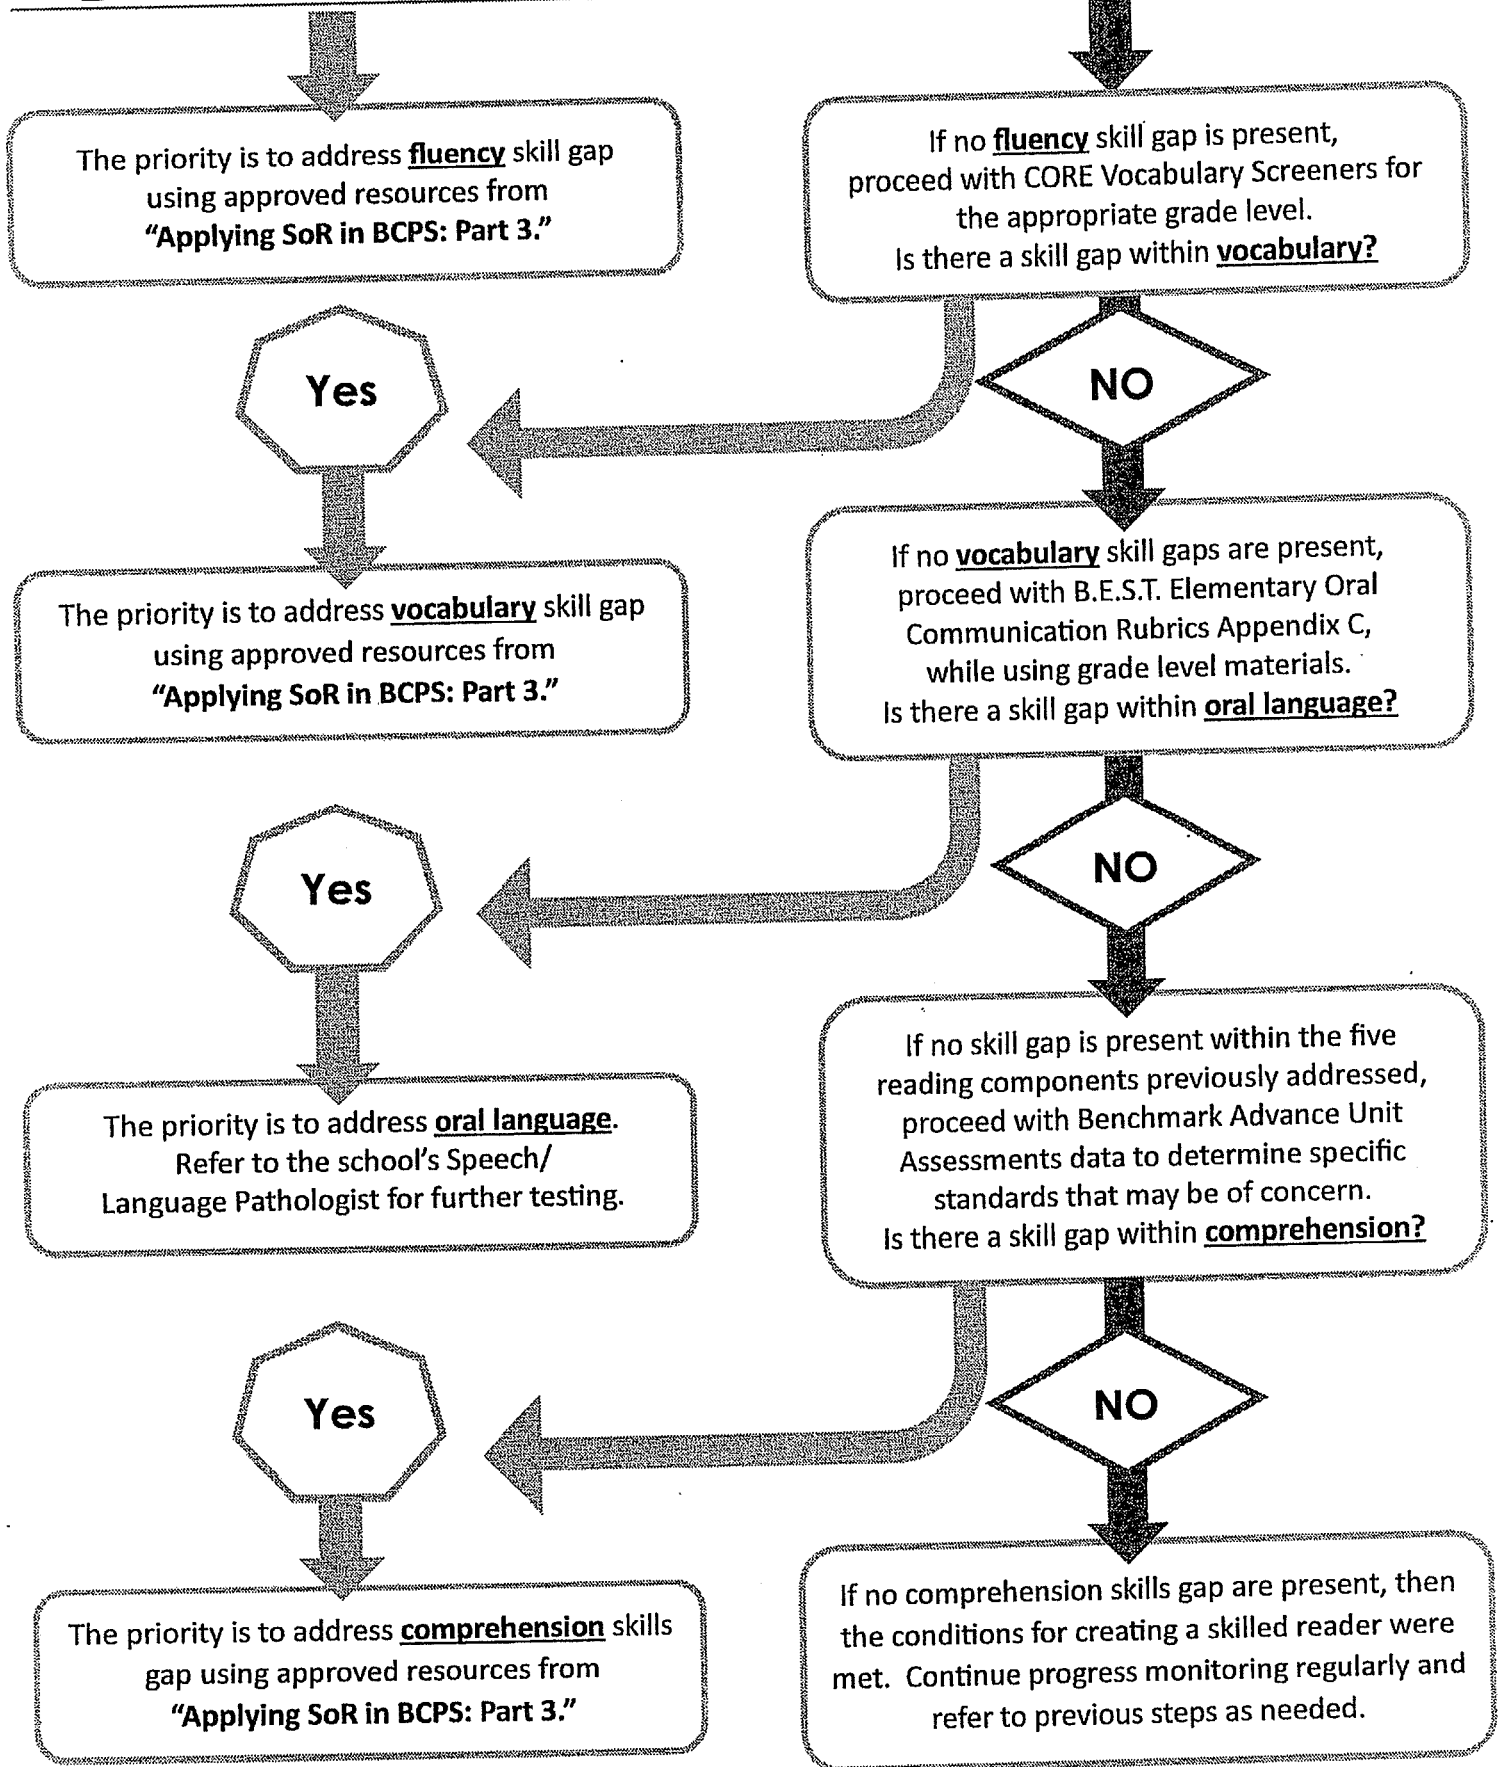 The priority is to address fluency skill gap
using approved resources from
“Applying SoR in BCPS: Part 3.”
If no fluency skill gap is present,
proceed with CORE Vocabulary Screeners for
the appropriate grade level.
Is there a skill gap within vocabulary?
Yes
NO
The priority is to address vocabulary skill gap
using approved resources from
“Applying SoR in BCPS: Part 3.”
If no vocabulary skill gaps are present,
proceed with B.E.S.T. Elementary Oral
Communication Rubrics Appendix C,
while using grade level materials.
Is there a skill gap within oral language?
Yes
NO
The priority is to address oral language.
Refer to the school’s Speech/
Language Pathologist for further testing.
If no skill gap is present within the five
reading components previously addressed,
proceed with Benchmark Advance Unit
Assessments data to determine specific
standards that may be of concern.
Is there a skill gap within comprehension?
Yes
NO
The priority is to address comprehension skills
gap using approved resources from
“Applying SoR in BCPS: Part 3.”
If no comprehension skills gap are present, then
the conditions for creating a skilled reader were
met. Continue progress monitoring regularly and
refer to previous steps as needed.